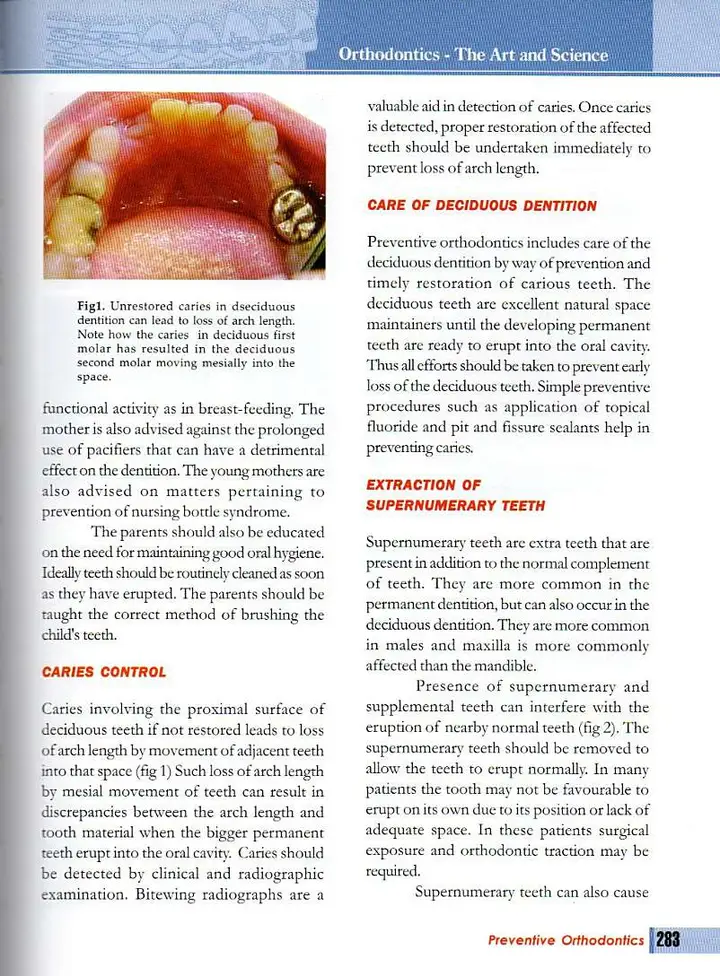 Orthodontics - The Art and Science
Fig1. Unrestored caries in dseciduous
dentition can lead to loss of arch length.
Note how the caries in deciduous first
molar has resulted in the deciduous
second molar moving mesially into the
space.
functional activity as in breast-feeding. The
mother is also advised against the prolonged
use of pacifiers that can have a detrimental
effect on the dentition. The young mothers are
also advised on matters pertaining to
prevention of nursing bottle syndrome.
The parents should also be educated
on the need for maintaining good oral hygiene.
Ideally teeth should be routinely cleaned as soon
as they have erupted. The parents should be
taught the correct method of brushing the
child's teeth.
CARIES CONTROL
Caries involving the proximal surface of
deciduous teeth if not restored leads to loss
of arch length by movement of adjacent teeth
into that space (fig 1) Such loss of arch length
by mesial movement of teeth can result in
discrepancies between the arch length and
tooth material when the bigger permanent
teeth erupt into the oral cavity. Caries should
be detected by clinical and radiographic
examination. Bitewing radiographs are a
valuable aid in detection of caries. Once caries
is detected, proper restoration of the affected
teeth should be undertaken immediately to
prevent loss of arch length.
CARE OF DECIDUOUS DENTITION
Preventive orthodontics includes care of the
deciduous dentition by way of prevention and
timely restoration of carious teeth. The
deciduous teeth are excellent natural space
maintainers until the developing permanent
teeth are ready to erupt into the oral cavity.
Thus all efforts should be taken to prevent early
loss of the deciduous teeth. Simple preventive
procedures such as application of topical
fluoride and pit and fissure sealants help in
preventing caries.
EXTRACTION OF
SUPERNUMERARY TEETH
Supernumerary teeth are extra teeth that are
present in addition to the normal complement
of teeth. They are more common in the
permanent dentition, but can also occur in the
deciduous dentition. They are more common
in males and maxilla is more commonly
affected than the mandible.
Presence of supernumerary and
supplemental teeth can interfere with the
eruption of nearby normal teeth (fig 2). The
supernumerary teeth should be removed to
allow the teeth to erupt normally. In many
patients the tooth may not be favourable to
erupt on its own due to its position or lack of
adequate space. In these patients surgical
exposure and orthodontic traction may be
required.
Supernumerary teeth can also cause
Preventive Orthodontics 283